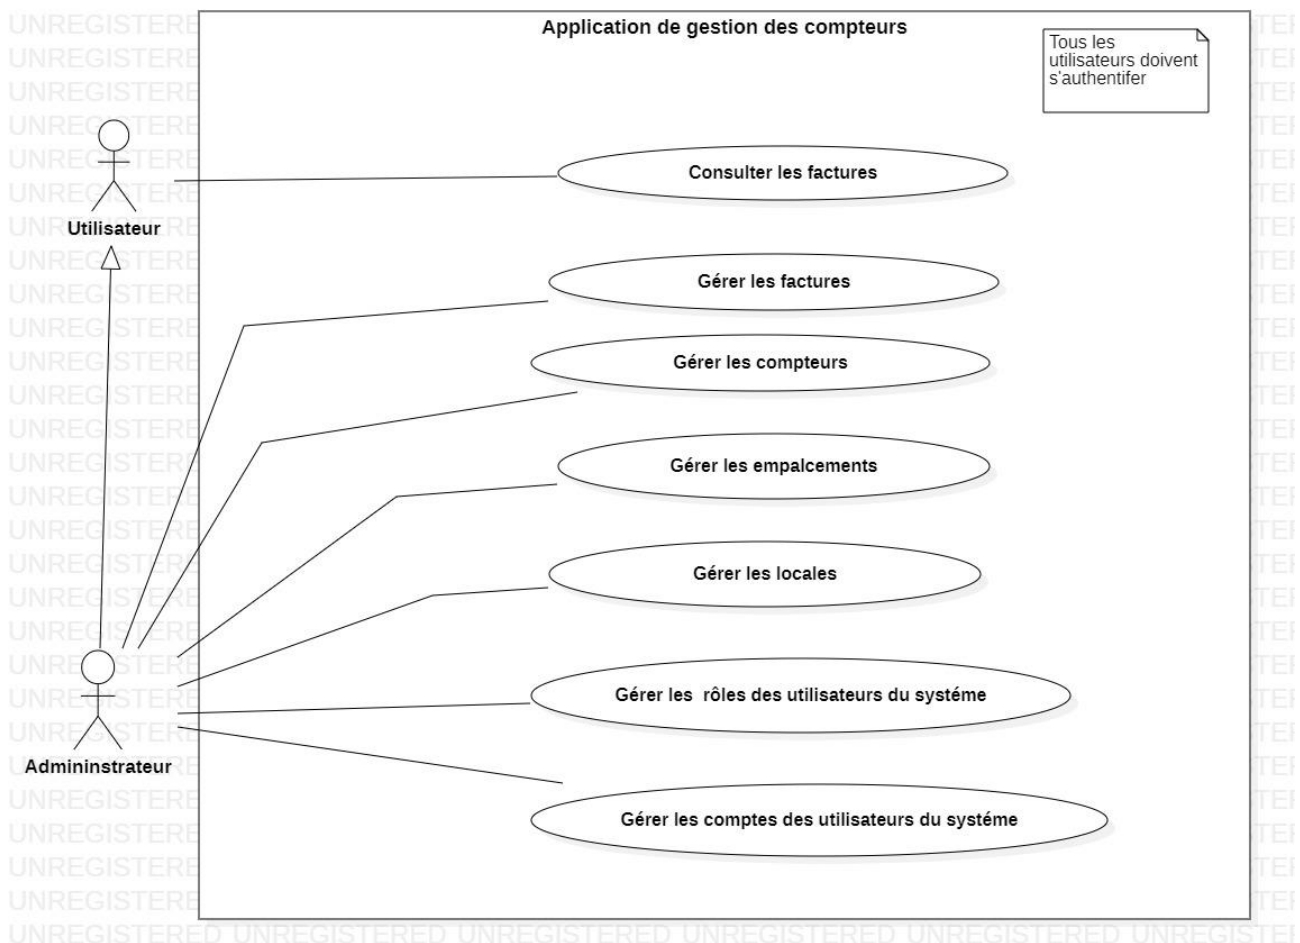 Application de gestion des compteurs
Tous les
utilisateurs doivent
s'authentifer
Consulter les factures
Utilisateur
Gérer les factures
Gérer les compteurs
Gérer les empalcements
Gérer les locales
Gérer les  rôles des utilisateurs du systéme
Admininstrateur
Gérer les comptes des utilisateurs du systéme
UNREGISTERED UNREGISTERED UNREGISTERED UNREGISTERED UNREGISTERED